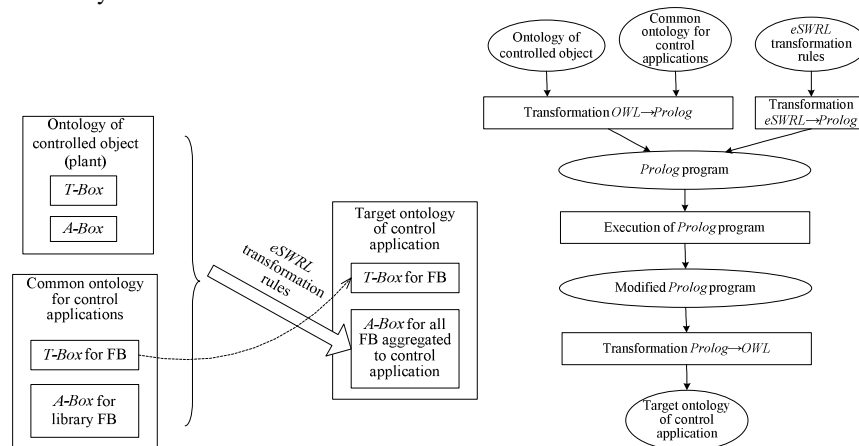 Ontology of
controlled object
(plant)
T-Box
A-Box
Common ontology
for control
applications
T-Box for FB
A-Box for
library FB
eSWRL
transformation
rules
Target ontology
of control
application
T-Box for FB
A-Box for all
FB aggregated
to control
application
Ontology of
controlled object
Common
ontology for
control
applications
eSWRL
transformation
rules
Transformation OWL→Prolog
Transformation
eSWRL→Prolog
Prolog program
Execution of Prolog program
Modified Prolog program
Transformation Prolog→OWL
Target ontology
of control
application